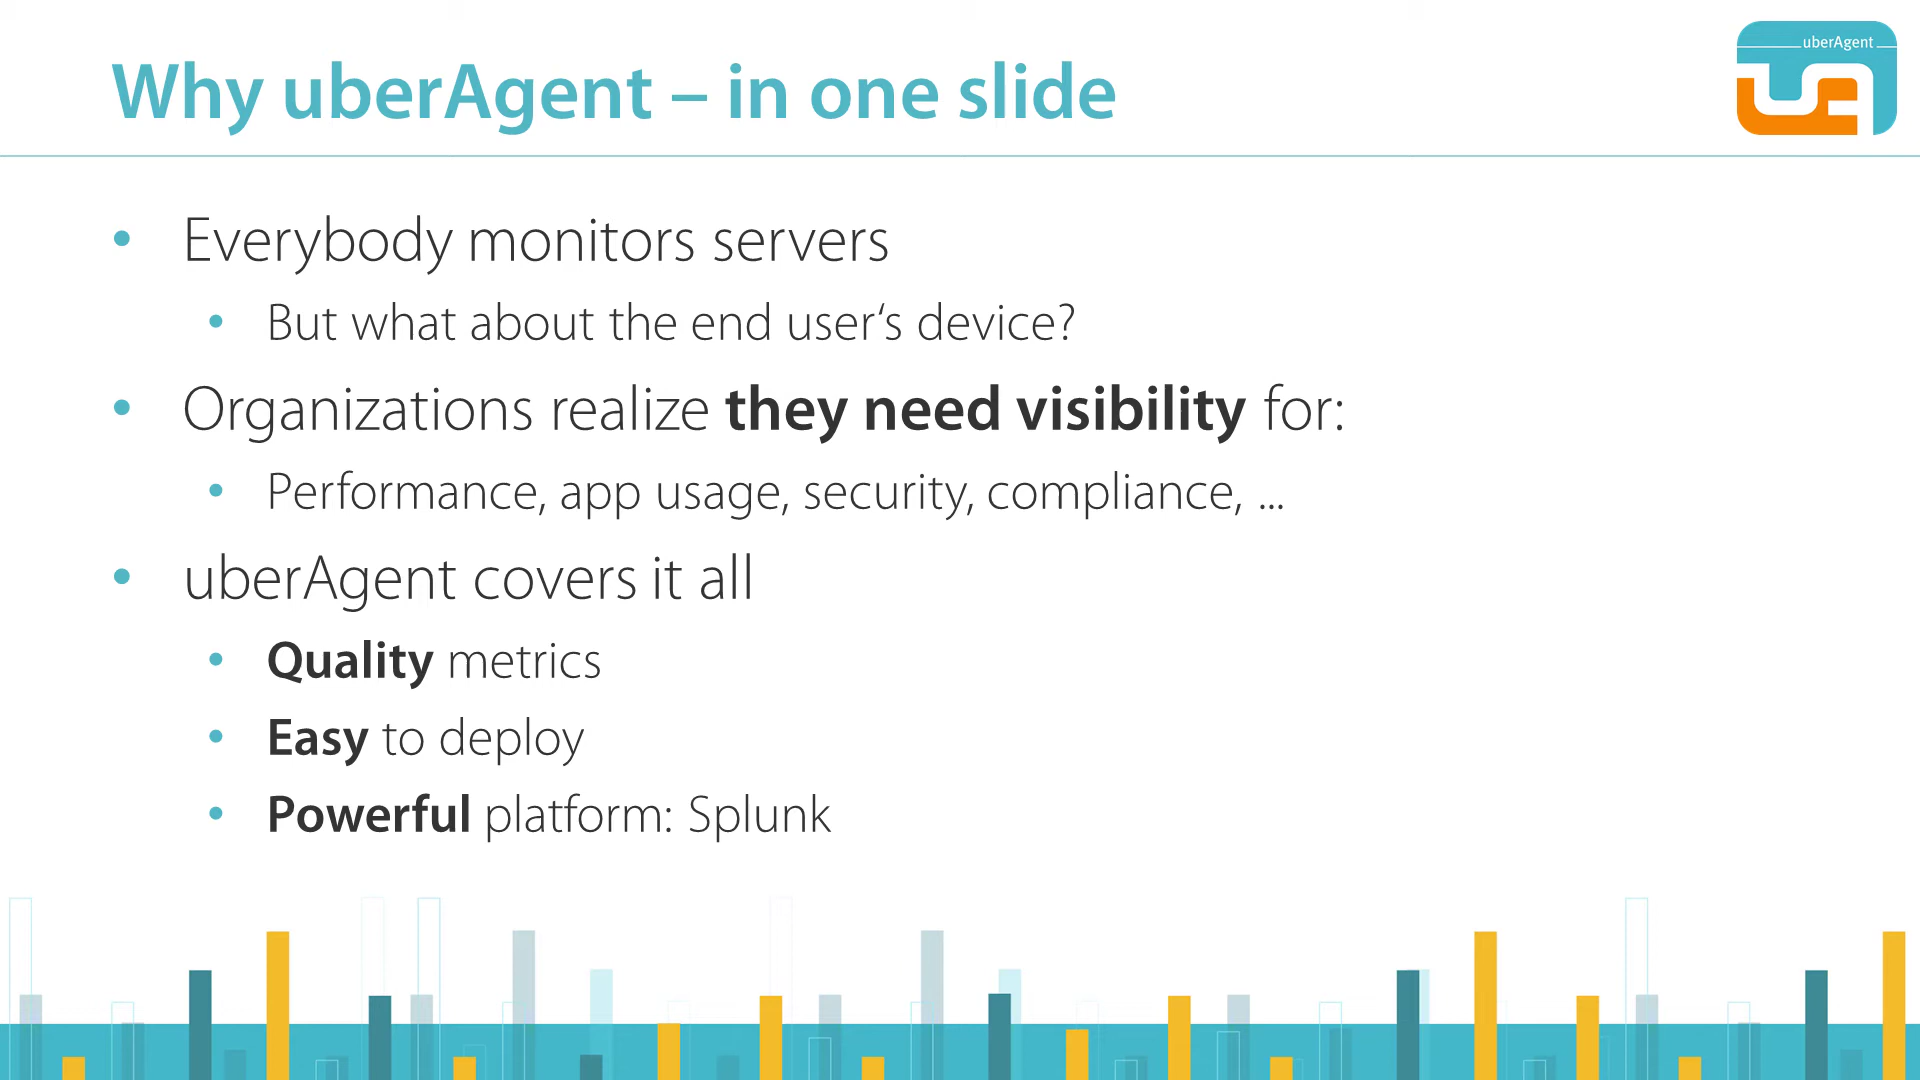 Why uberAgent – in one slide
uberAgent
• Everybody monitors servers
• But what about the end user‘s device?
• Organizations realize they need visibility for:
• Performance, app usage, security, compliance, ...
• uberAgent covers it all
• Quality metrics
• Easy to deploy
• Powerful platform: Splunk